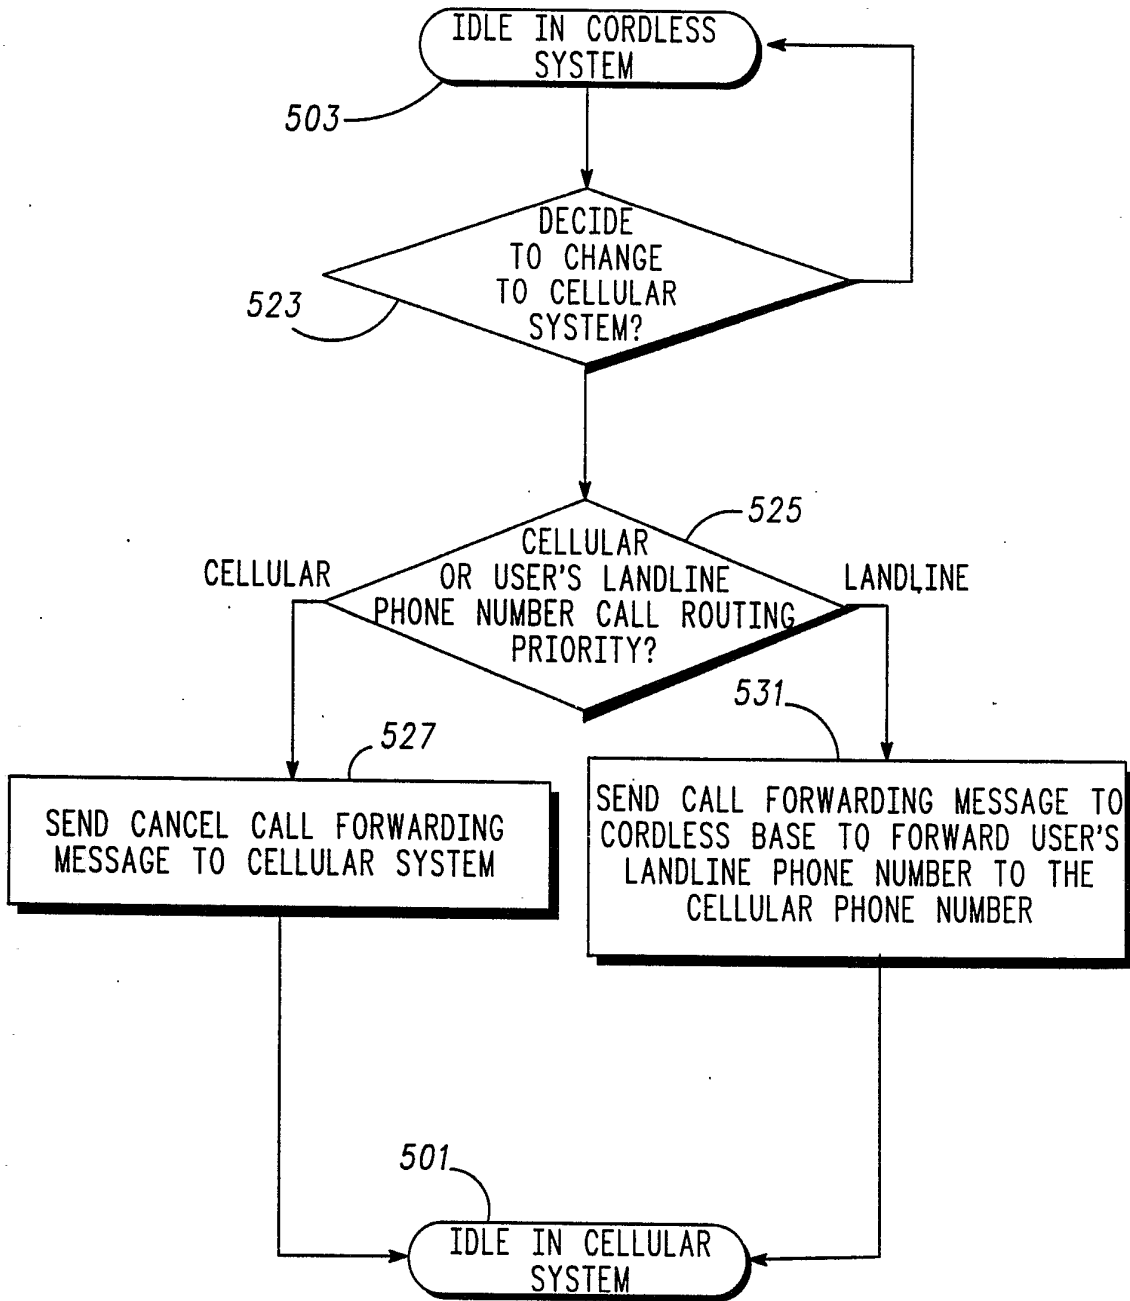 IDLE IN CORDLESS
SYSTEM
503
DECIDE
TO CHANGE
TO CELLULAR
SYSTEM?
523
525
CELLULAR
OR USER'S LANDLINE
PHONE NUMBER CALL ROUTING
PRIORITY?
CELLULAR
LANDLINE
527
531
SEND CANCEL CALL FORWARDING
MESSAGE TO CELLULAR SYSTEM
SEND CALL FORWARDING MESSAGE TO
CORDLESS BASE TO FORWARD USER'S
LANDLINE PHONE NUMBER TO THE
CELLULAR PHONE NUMBER
501
IDLE IN CELLULAR
SYSTEM